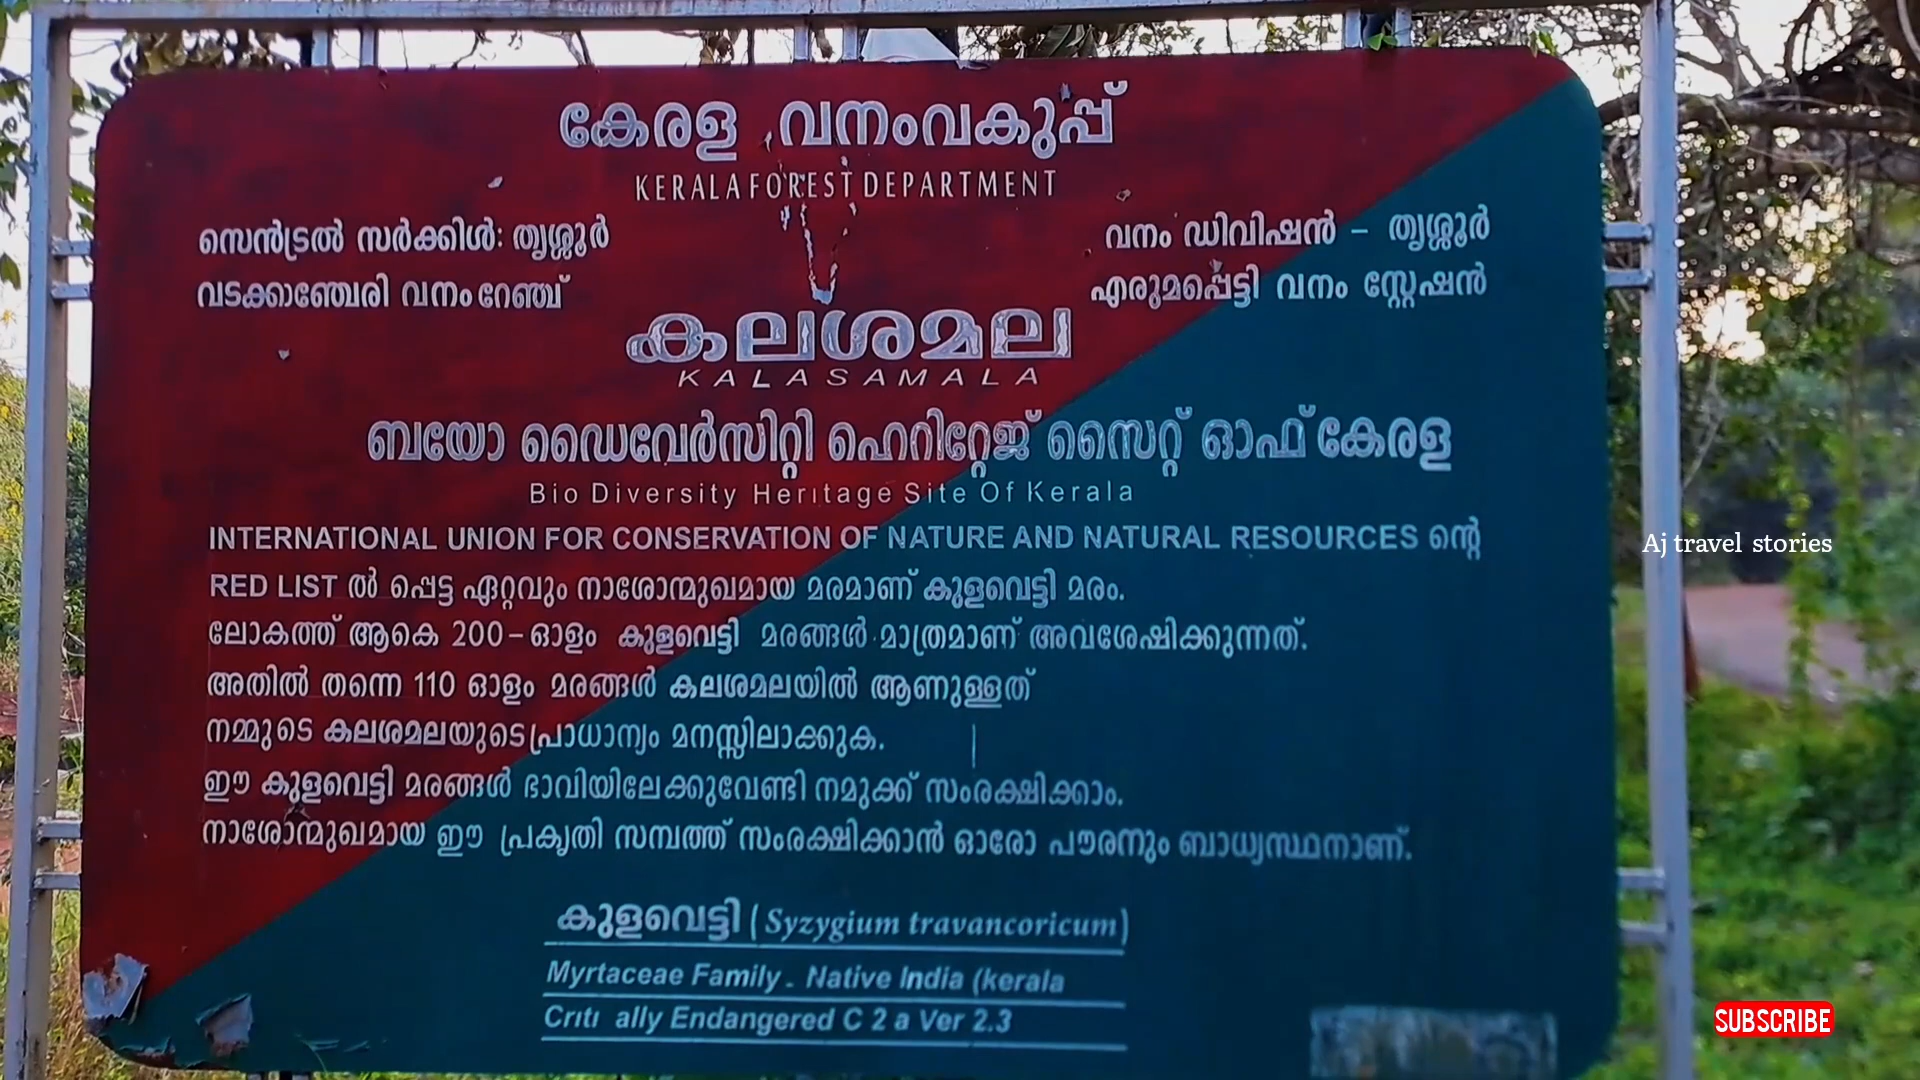 കേരള വനംവകുപ്പ്
KERALA FOREST DEPARTMENT
സെൻട്രൽ സർക്കിൾ: തൃശ്ശൂർ
വനം ഡിവിഷൻ - തൃശ്ശൂർ
വടക്കാഞ്ചേരി വനം റേഞ്ച്
എരുമപ്പെട്ടി വനം സ്റ്റേഷൻ
കലശമല
KALASAMALA
ബയോ ഡൈവേർസിറ്റി ഹെറിറ്റേജ് സൈറ്റ് ഓഫ് കേരള
Bio Diversity Heritage Site Of Kerala
INTERNATIONAL UNION FOR CONSERVATION OF NATURE AND NATURAL RESOURCES ന്റെ
RED LIST ൽ പ്പെട്ട ഏറ്റവും നാശോന്മുഖമായ മരമാണ് കുളവെട്ടി മരം.
ലോകത്ത് ആകെ 200-ഓളം കുളവെട്ടി മരങ്ങൾ മാത്രമാണ് അവശേഷിക്കുന്നത്.
അതിൽ തന്നെ 110 ഓളം മരങ്ങൾ കലശമലയിൽ ആണുള്ളത്
നമ്മുടെ കലശമലയുടെ പ്രാധാന്യം മനസ്സിലാക്കുക.
ഈ കുളവെട്ടി മരങ്ങൾ ഭാവിയിലേക്കുവേണ്ടി നമുക്ക് സംരക്ഷിക്കാം.
നാശോന്മുഖമായ ഈ പ്രകൃതി സമ്പത്ത് സംരക്ഷിക്കാൻ ഓരോ പൗരനും ബാധ്യസ്ഥനാണ്.
കുളവെട്ടി (Syzygium travancoricum)
Myrtaceae Family. Native India (kerala
Criti ally Endangered C 2 a Ver 2.3
Aj travel stories
SUBSCRIBE